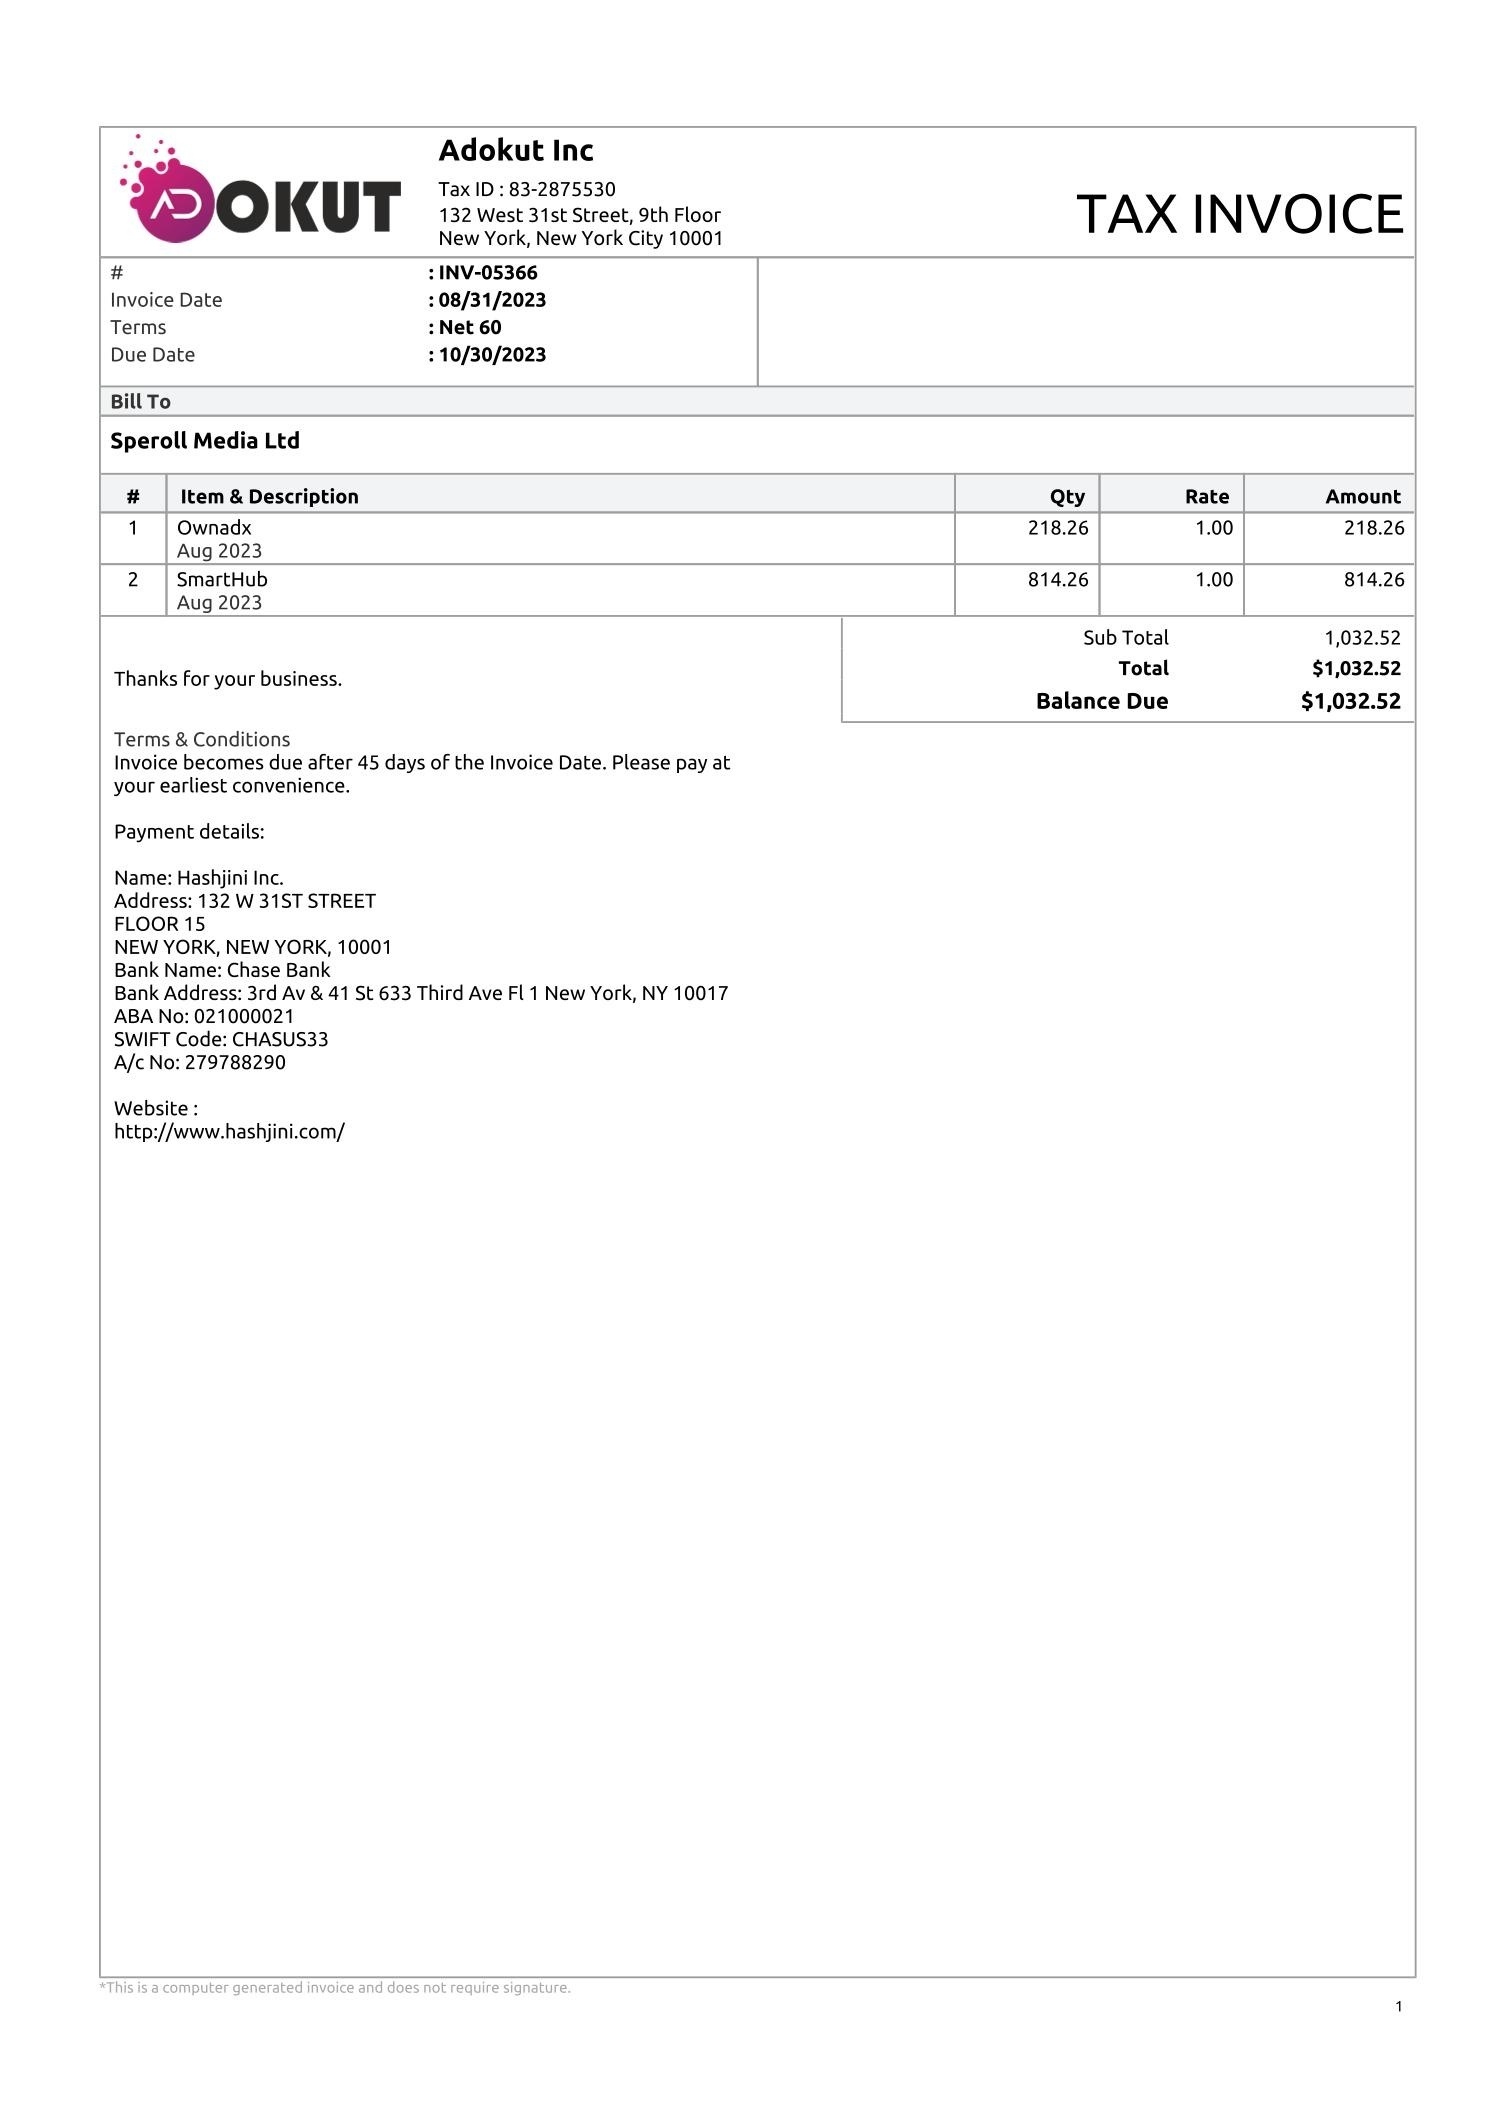 ADOKUT
Adokut Inc
Tax ID : 83-2875530
132 West 31st Street, 9th Floor
New York, New York City 10001
TAX INVOICE
# : INV-05366
Invoice Date : 08/31/2023
Terms : Net 60
Due Date : 10/30/2023
Bill To
Speroll Media Ltd
# Item & Description Qty Rate Amount
1 Ownadx 218.26 1.00 218.26
Aug 2023
2 SmartHub 814.26 1.00 814.26
Aug 2023
Sub Total 1,032.52
Total $1,032.52
Balance Due $1,032.52
Thanks for your business.
Terms & Conditions
Invoice becomes due after 45 days of the Invoice Date. Please pay at
your earliest convenience.
Payment details:
Name: Hashjini Inc.
Address: 132 W 31ST STREET
FLOOR 15
NEW YORK, NEW YORK, 10001
Bank Name: Chase Bank
Bank Address: 3rd Av & 41 St 633 Third Ave Fl 1 New York, NY 10017
ABA No: 021000021
SWIFT Code: CHASUS33
A/c No: 279788290
Website :
http://www.hashjini.com/
*This is a computer generated invoice and does not require signature.
1